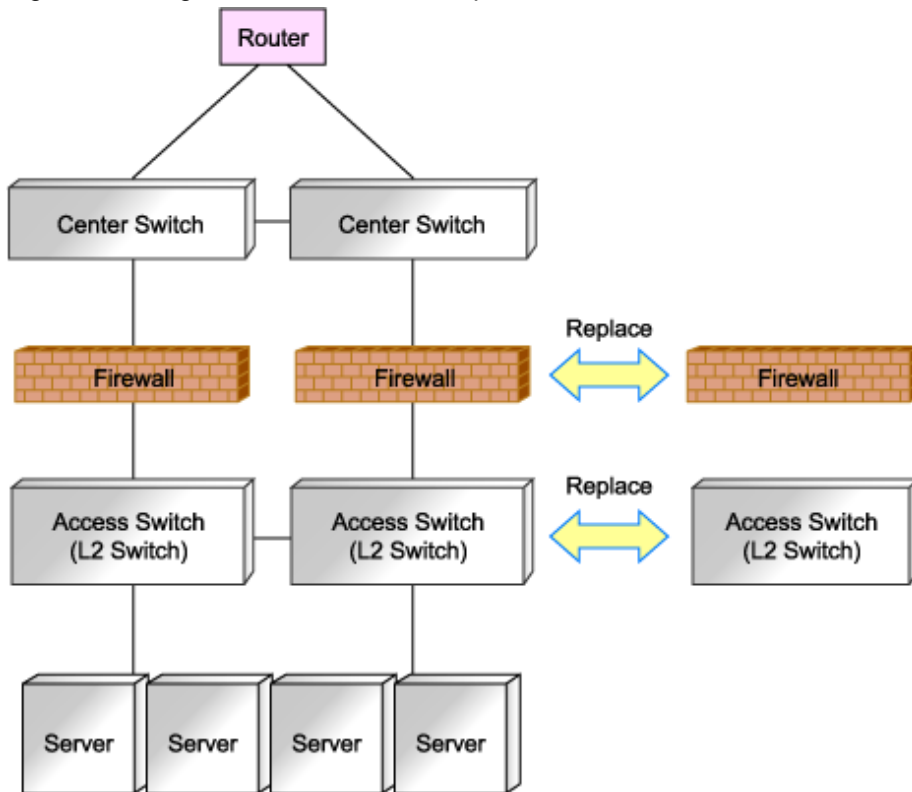 Router
Center Switch
Center Switch
Replace
Firewall
Firewall
Firewall
Replace
Access Switch
(L2 Switch)
Access Switch
(L2 Switch)
Access Switch
(L2 Switch)
Server
Server
Server
Server